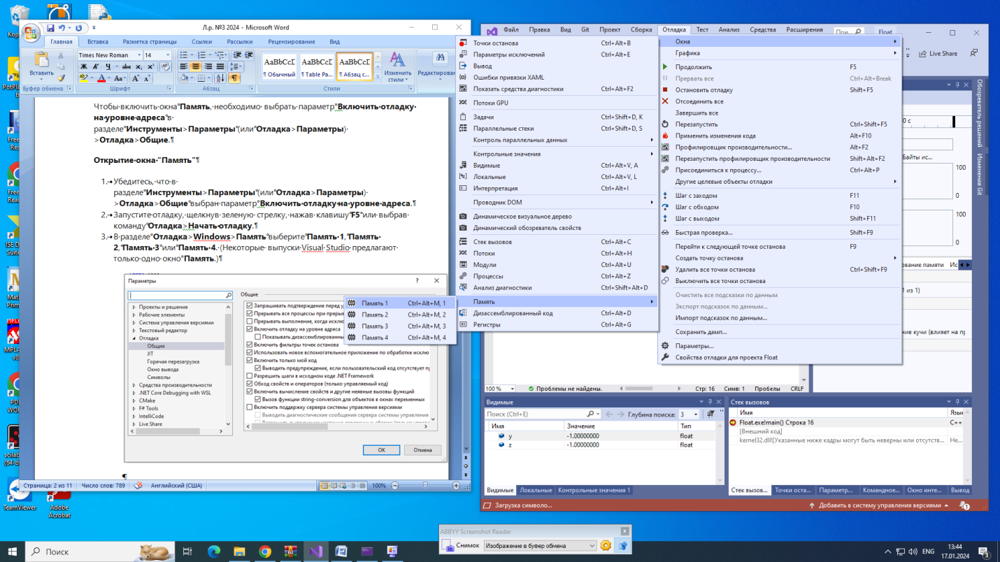 Л.р. №3 2024 - Microsoft Word
Главная Вставка Разметка страницы Ссылки Рассылки Рецензирование Вид
Вставить
Times New Roman 14
AaBbCcI AaBbCcI AaBbCcI
¶ Обычный ¶ Table Pa... ¶ Абзац с...
Изменить стили
Редактирован
Буфер обмена Шрифт Абзац Стили
Чтобы·включить·окна°Память,·необходимо·выбрать·параметр°Включить·отладку·
на·уровне·адреса°в·
разделе°Инструменты>Параметры°(или°Отладка>Параметры)·
>Отладка>Общие.¶
Открытие·окна·"Память"¶
1.→Убедитесь,·что·в·
разделе°Инструменты>Параметры°(или°Отладка>Параметры)·
>Отладка>Общие°выбран·параметр°Включить·отладку·на·уровне·адреса.¶
2.→Запустите·отладку,·щелкнув·зеленую·стрелку,·нажав·клавишу°F5°или·выбрав·
команду°Отладка>Начать·отладку.¶
3.→В·разделе°Отладка>Windows>Память°выберите°Память·1,°Память·
2,°Память·3°или°Память·4.·(Некоторые·выпуски·Visual·Studio·предлагают·
только·одно·окно°Память.)¶
Параметры
? ✕
Проекты и решения
Рабочие элементы
Система управления версиями
Текстовый редактор
Отладка
Общие
JIT
Горячая перезагрузка
Окно вывода
Символы
Средства производительности
.NET Core Debugging with WSL
CMake
F# Tools
IntelliCode
Live Share
Общие
Запрашивать подтверждение перед у
Прерывать все процессы при преры
Прерывать выполнение, когда исклю
Включить отладку на уровне адреса
Показывать дизассемблированны
Включить фильтры точек останова
Использовать новое вспомогательное приложение по обработке исклю
Включить только мой код
Выводить предупреждение, если пользовательский код отсутствует пр
Разрешить шаги в исходном коде .NET Framework
Обход свойств и операторов (только управляемый код)
Включить вычисление свойств и другие неявные вызовы функций
Вызов функции string-conversion для объектов в окнах переменных
Включить поддержку сервера системы управления версиями
Выводить диагностические сообщения сервера системы управления
OK Отмена
¶
Страница: 2 из 11 Число слов: 789 Английский (США) 100%
Память 1 Ctrl+Alt+M, 1
Память 2 Ctrl+Alt+M, 2
Память 3 Ctrl+Alt+M, 3
Память 4 Ctrl+Alt+M, 4
Точки останова Ctrl+Alt+B
Параметры исключений Ctrl+Alt+E
Вывод
Ошибки привязки XAML
Показать средства диагностики Ctrl+Alt+F2
Потоки GPU
Задачи Ctrl+Shift+D, K
Параллельные стеки Ctrl+Shift+D, S
Контроль параллельных данных
Контрольные значения
Видимые Ctrl+Alt+V, A
Локальные Ctrl+Alt+V, L
Интерпретация Ctrl+Alt+I
Проводник DOM
Динамическое визуальное дерево
Динамический обозреватель свойств
Стек вызовов Ctrl+Alt+C
Потоки Ctrl+Alt+H
Модули Ctrl+Alt+U
Процессы Ctrl+Alt+Z
Анализ диагностики Ctrl+Shift+Alt+D
Память
Дизассемблированный код Ctrl+Alt+D
Регистры Ctrl+Alt+G
Файл Правка Вид Git Проект Сборка Отладка Тест Анализ Средства Расширения Пои... Float
Live Share
Окна
Графика
Продолжить F5
Прервать все Ctrl+Alt+Break
Остановить отладку Shift+F5
Отсоединить все
Завершить все
Перезапустить Ctrl+Shift+F5
Применить изменения кода Alt+F10
Профилировщик производительности... Alt+F2
Перезапустить профилировщик производительности Shift+Alt+F2
Присоединиться к процессу... Ctrl+Alt+P
Другие целевые объекты отладки
Шаг с заходом F11
Шаг с обходом F10
Шаг с выходом Shift+F11
Быстрая проверка... Shift+F9
Перейти к следующей точке останова F9
Создать точку останова
Удалить все точки останова Ctrl+Shift+F9
Выключить все точки останова
Очистить все подсказки по данным
Экспорт подсказок по данным...
Импорт подсказок по данным...
Сохранить дамп...
Параметры...
Свойства отладки для проекта Float
0 с
Байты ис...
100
0
100
0
ование памяти Ис
1 из 1)
ние кучи (влияет на пр
Обозреватель решений
Изменения Git
100 % Проблемы не найдены. Стр: 16 Симв: 1 Пробелы CRLF
Видимые
Поиск (Ctrl+E) Глубина поиска: 3
Имя Значение Тип
y -1.00000000 float
z -1.00000000 float
Видимые Локальные Контрольные значения 1
Стек вызовов
Имя Язы
Float.exe!main() Строка 16 C++
[Внешний код]
kernel32.dll![Указанные ниже кадры могут быть неверны или отсутств... Не...
Стек вызов... Точки оста... Параметр... Командное... Окно инте... Вывод
Загрузка символо... Добавить в систему управления версиями 1
TeamViewer
Adobe Acrobat
ABBYY Screenshot Reader
Снимок Изображение в буфер обмена
Поиск
ENG
13:44
17.01.2024
3